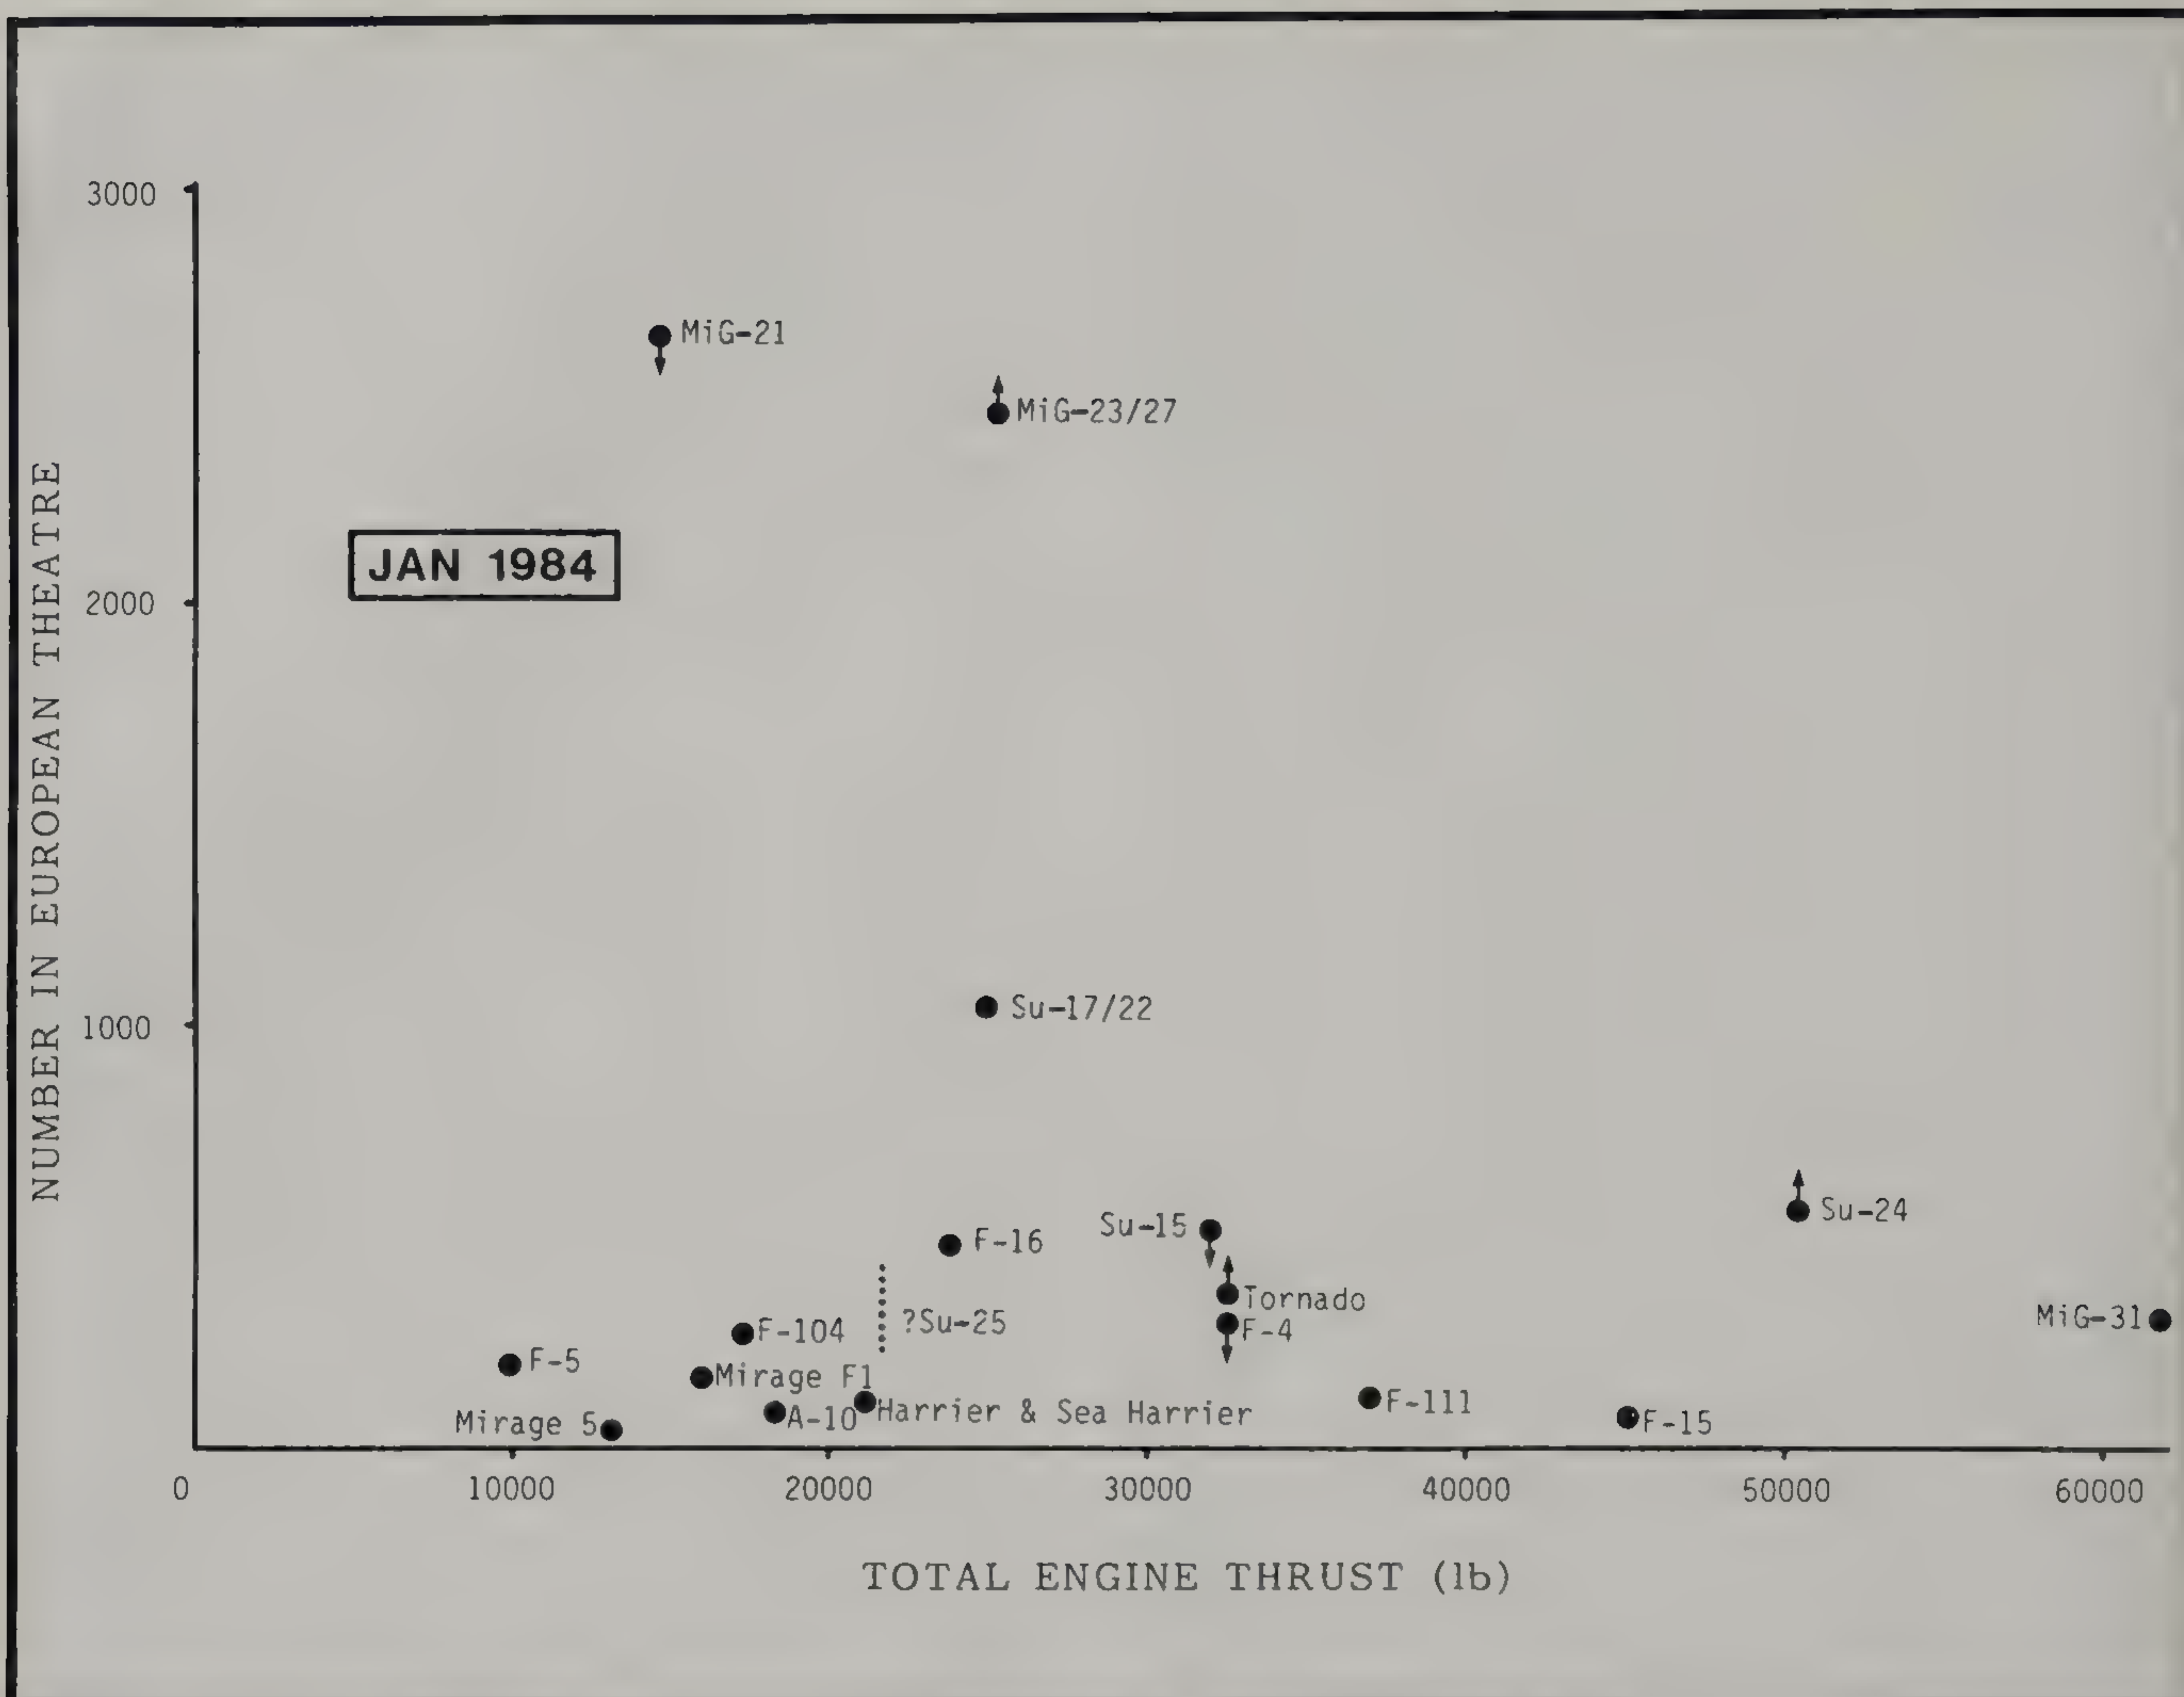 3000
MiG-21
MiG-23/27
JAN 1984
2000
NUMBER IN EUROPEAN THEATRE
1000
Su-17/22
Su-24
Su-15
F-16
Tornado
?Su-25
F-4
MiG-31
F-104
F-5
Mirage F1
F-111
Harrier & Sea Harrier
A-10
Mirage 5
F-15
0
10000
20000
30000
40000
50000
60000
TOTAL ENGINE THRUST (lb)